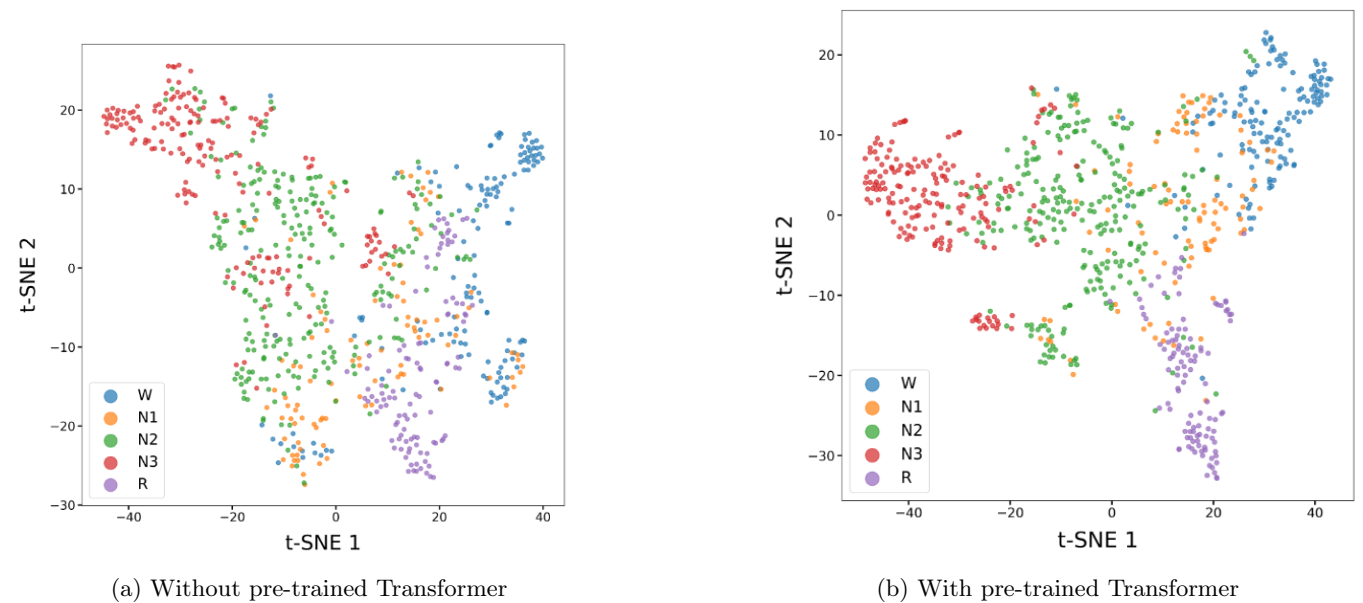 20
10
0
−10
−20
−30
−40
−20
0
20
40
t-SNE 1
t-SNE 2
W
N1
N2
N3
R
(a) Without pre-trained Transformer
20
10
0
−10
−20
−30
−40
−20
0
20
40
t-SNE 1
t-SNE 2
W
N1
N2
N3
R
(b) With pre-trained Transformer